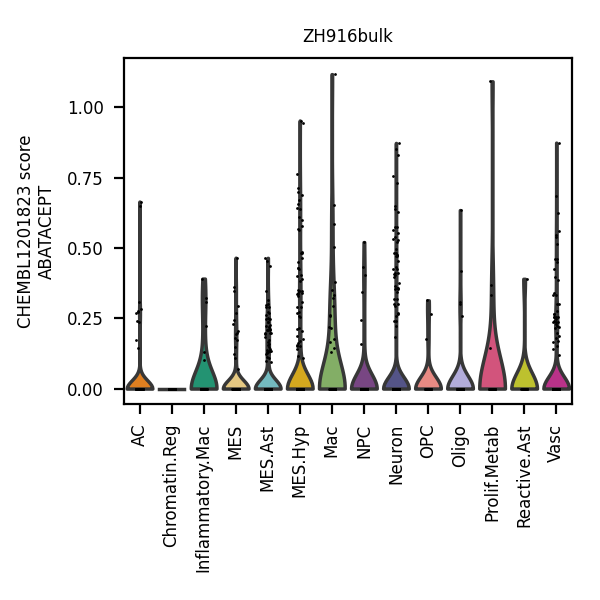 ZH916bulk
CHEMBL1201823 score
ABATACEPT
1.00
0.75
0.50
0.25
0.00
AC
Chromatin.Reg
Inflammatory.Mac
MES
MES.Ast
MES.Hyp
Mac
NPC
Neuron
OPC
Oligo
Prolif.Metab
Reactive.Ast
Vasc